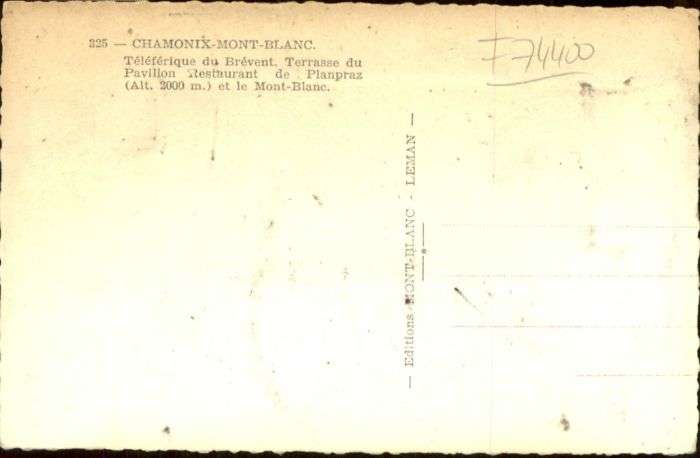 325 — CHAMONIX-MONT-BLANC.
Téléférique du Brévent. Terrasse du
Pavillon Restaurant de Planpraz
(Alt. 2000 m.) et le Mont-Blanc.
F74400
— Editions MONT-BLANC - LEMAN —